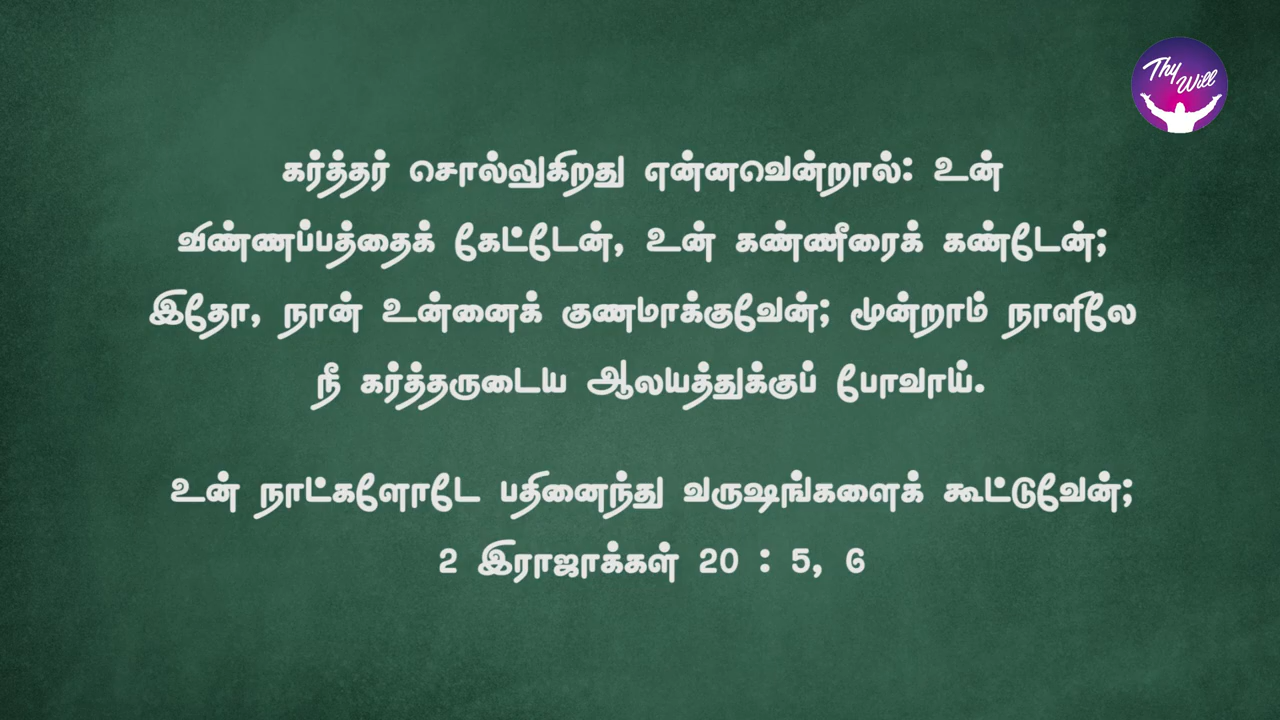 Thy Will
கர்த்தர் சொல்லுகிறது என்னவென்றால்: உன்
விண்ணப்பத்தைக் கேட்டேன், உன் கண்ணீரைக் கண்டேன்;
இதோ, நான் உன்னைக் குணமாக்குவேன்; மூன்றாம் நாளிலே
நீ கர்த்தருடைய ஆலயத்துக்குப் போவாய்.
உன் நாட்களோடே பதினைந்து வருஷங்களைக் கூட்டுவேன்;
2 இராஜாக்கள் 20 : 5, 6